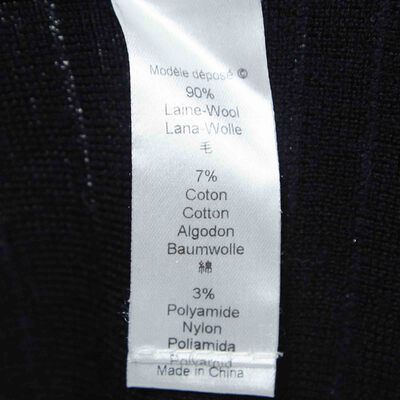 Modèle déposé ©
90%
Laine-Wool
Lana-Wolle
毛
7%
Coton
Cotton
Algodon
Baumwolle
綿
3%
Polyamide
Nylon
Poliamida
Made in China